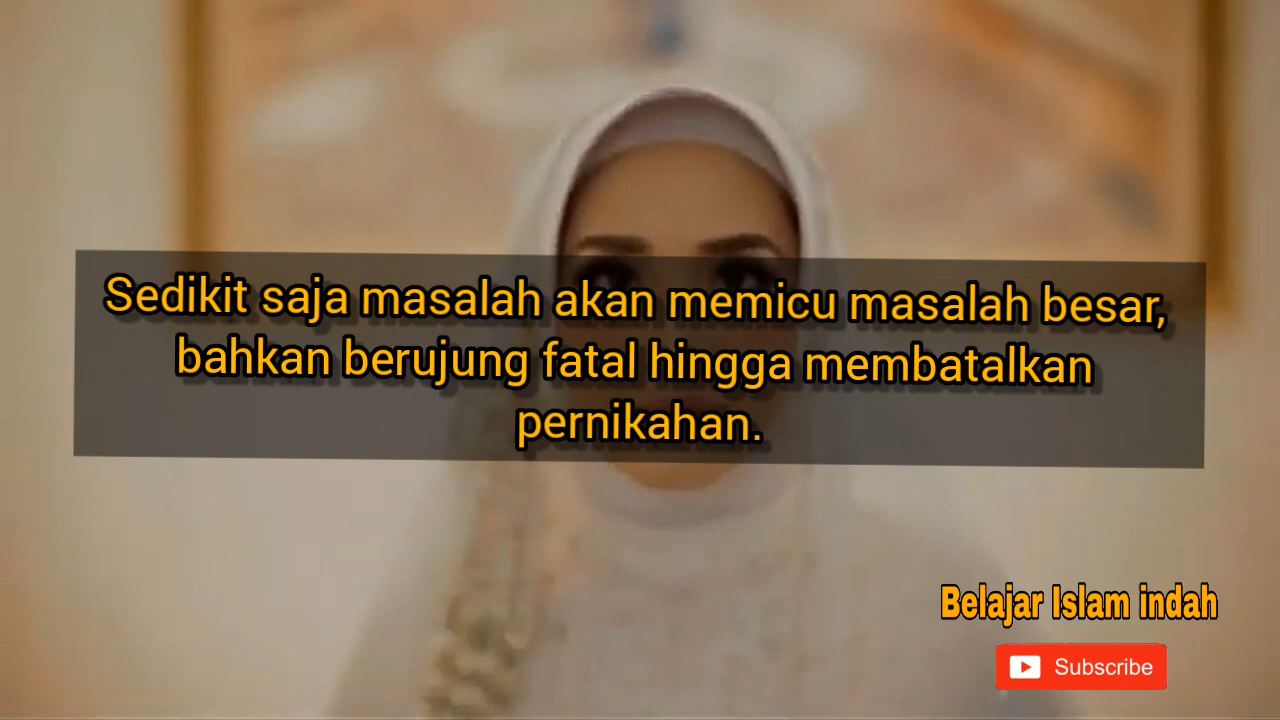 Sedikit saja masalah akan memicu masalah besar,
bahkan berujung fatal hingga membatalkan
pernikahan.
Belajar Islam indah
Subscribe